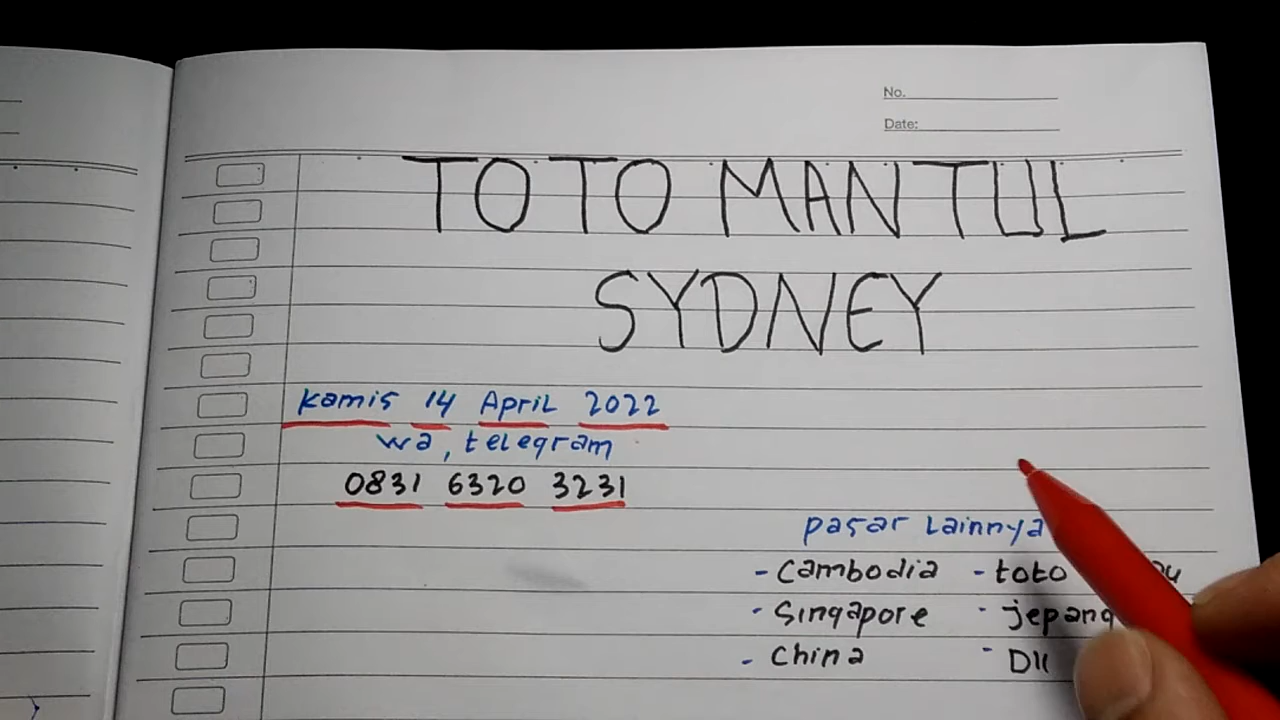 No.
Date:
TOTO MANTUL
SYDNEY
Kamis 14 April 2022
wa, telegram
0831 6320 3231
pasar Lainnya
- Cambodia - toto
- Singapore - jepang
- China - Dll